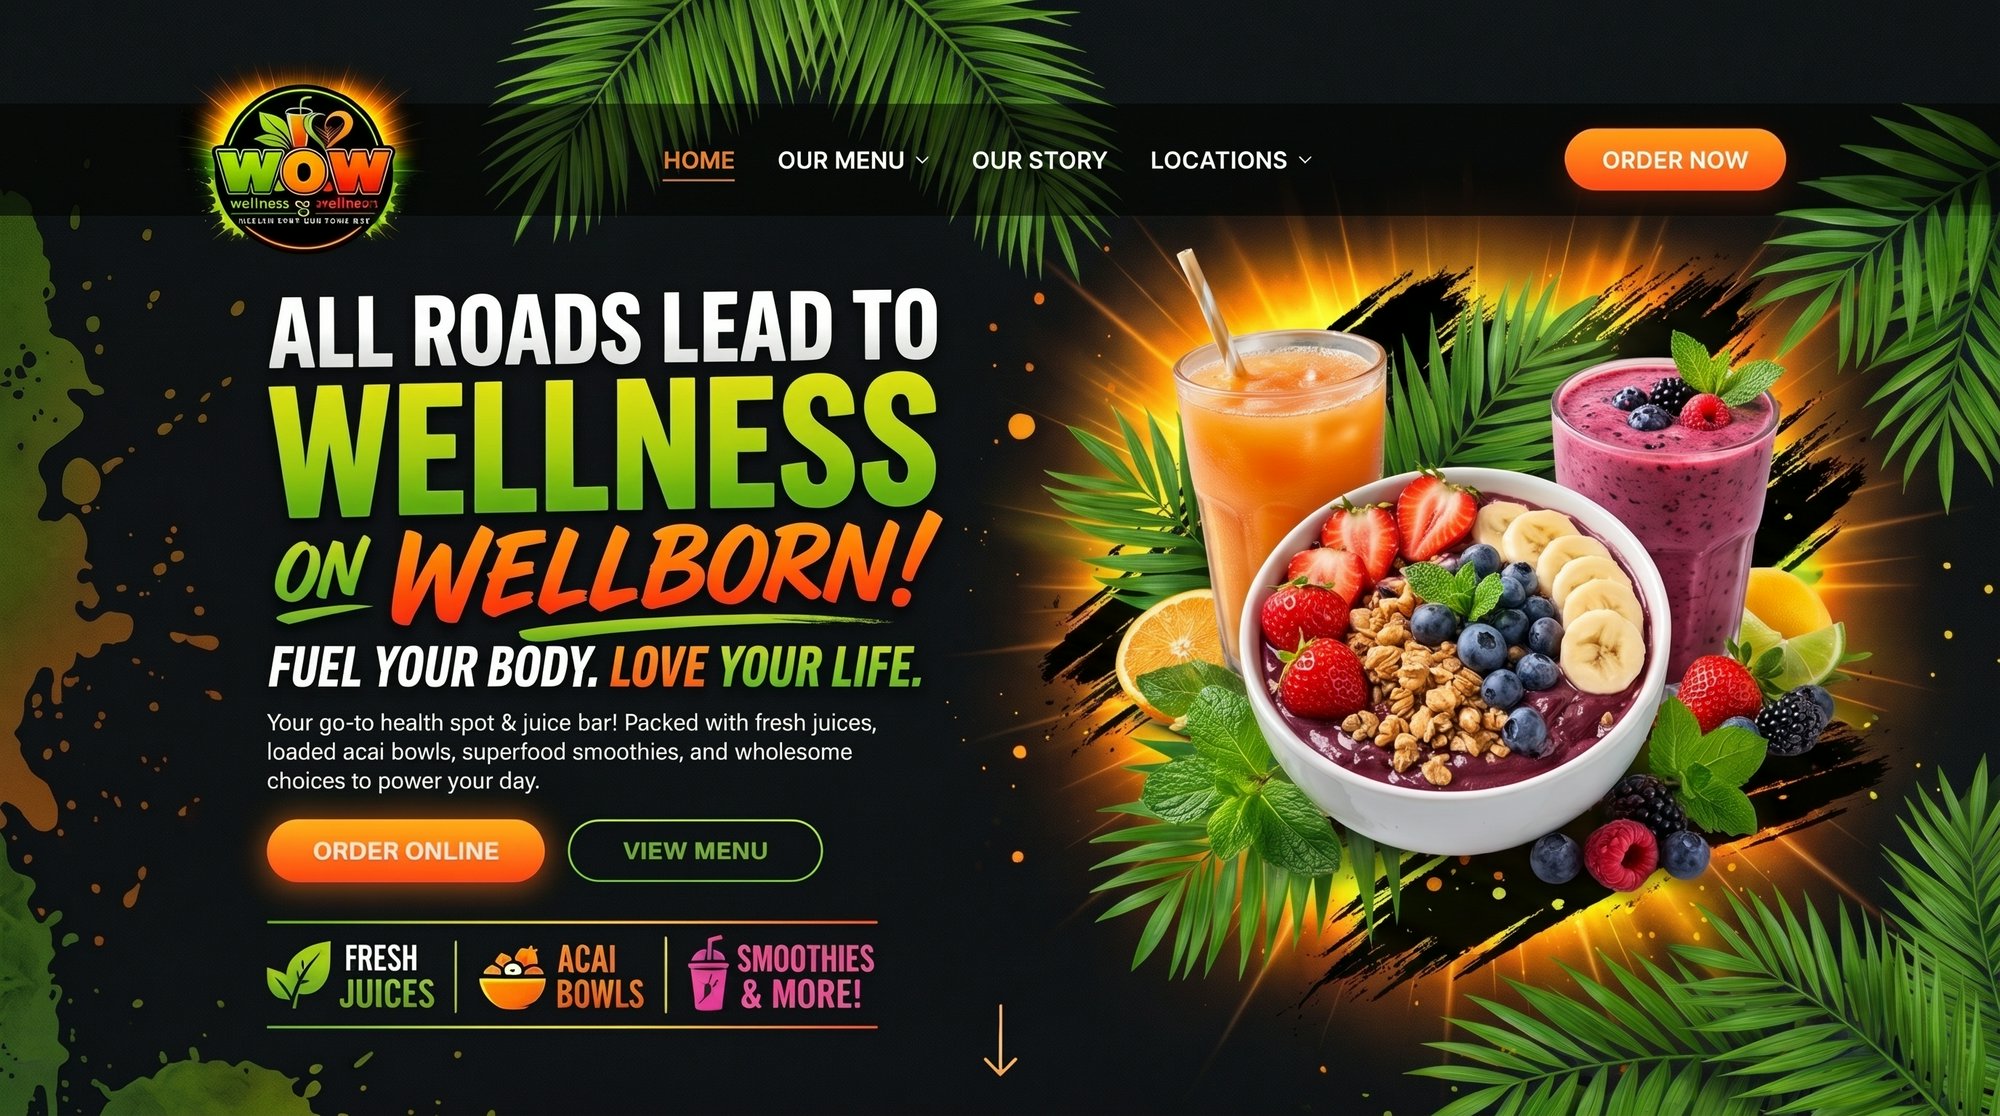 W.O.W
wellness
HOME
OUR MENU
OUR STORY
LOCATIONS
ORDER NOW
ALL ROADS LEAD TO
WELLNESS
ON WELLBORN!
FUEL YOUR BODY. LOVE YOUR LIFE.
Your go-to health spot & juice bar! Packed with fresh juices,
loaded acai bowls, superfood smoothies, and wholesome
choices to power your day.
ORDER ONLINE
VIEW MENU
FRESH
JUICES
ACAI
BOWLS
SMOOTHIES
& MORE!